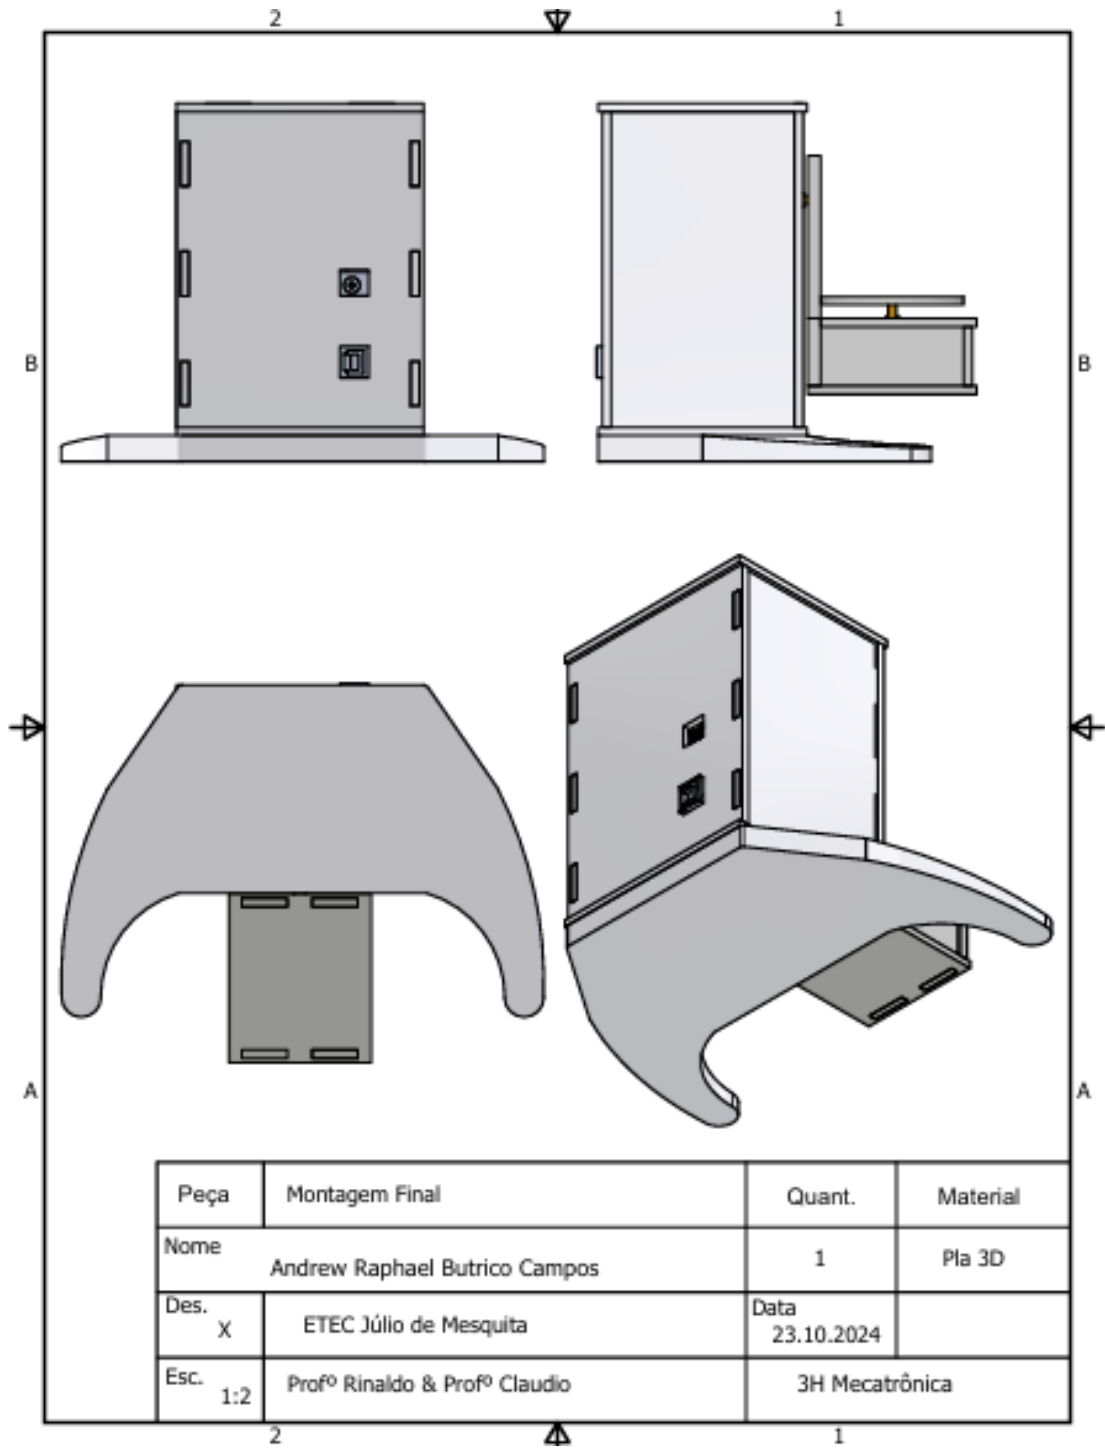 2 1
B B
A A
Peça Montagem Final Quant. Material
Nome Andrew Raphael Butrico Campos 1 Pla 3D
Des. X ETEC Júlio de Mesquita Data 23.10.2024
Esc. 1:2 Profº Rinaldo & Profº Claudio 3H Mecatrônica
2 1